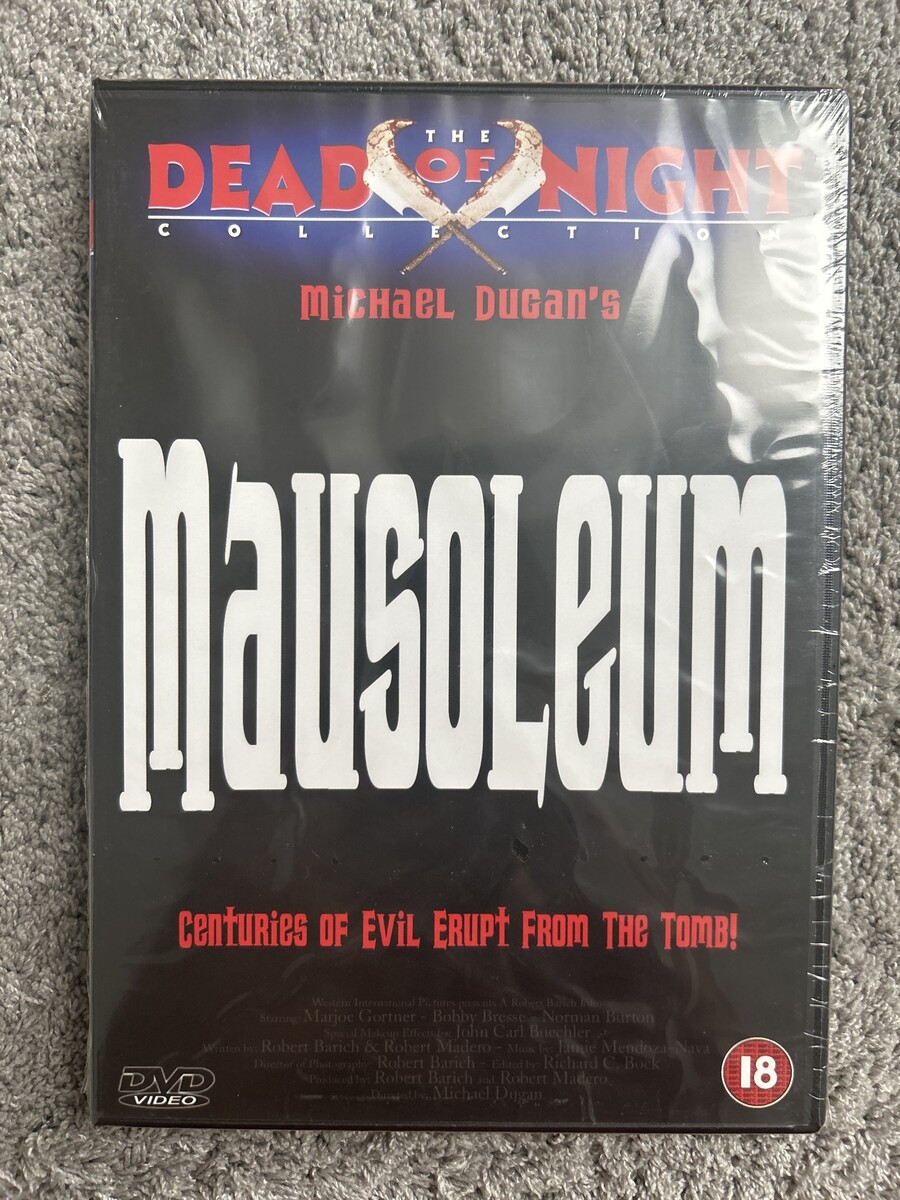 THE
DEAD OF NIGHT
COLLECTION
Michael Dugan's
Mausoleum
Centuries of Evil Erupt From The Tomb!
Western International Pictures presents A Robert Barich Film
Starring Marjoe Gortner - Bobby Bresse - Norman Burton
Special Makeup Effects by John Carl Buechler
Written by Robert Barich & Robert Madero - Music by Jamie Mendoza-Nava
Director of Photography Robert Barich - Edited by Richard C. Bock
Produced by Robert Barich and Robert Madero
Directed by Michael Dugan
DVD
VIDEO
18